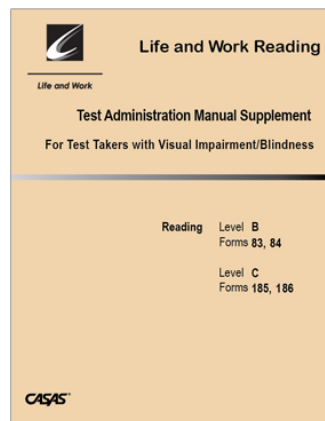 Life and Work Reading
Life and Work
Test Administration Manual Supplement
For Test Takers with Visual Impairment/Blindness
Reading Level B
Forms 83, 84
Level C
Forms 185, 186
CASAS